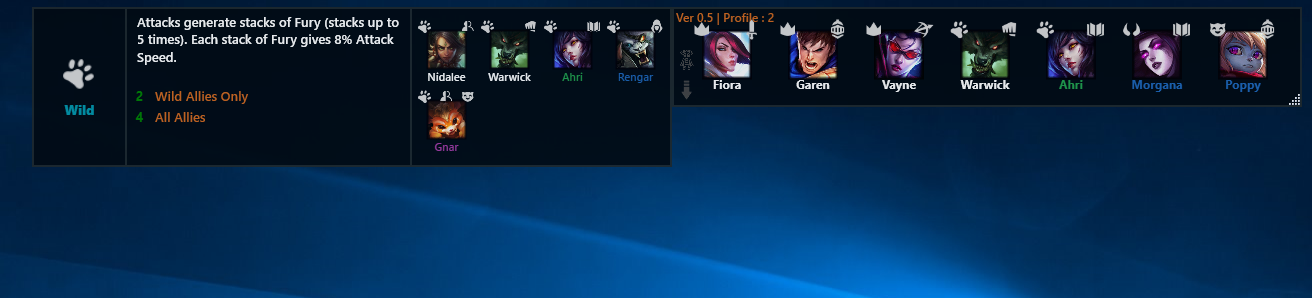 Wild
Attacks generate stacks of Fury (stacks up to
5 times). Each stack of Fury gives 8% Attack
Speed.
2 Wild Allies Only
4 All Allies
Nidalee Warwick Ahri Rengar
Gnar
Ver 0.5 | Profile : 2
Fiora Garen Vayne Warwick Ahri Morgana Poppy